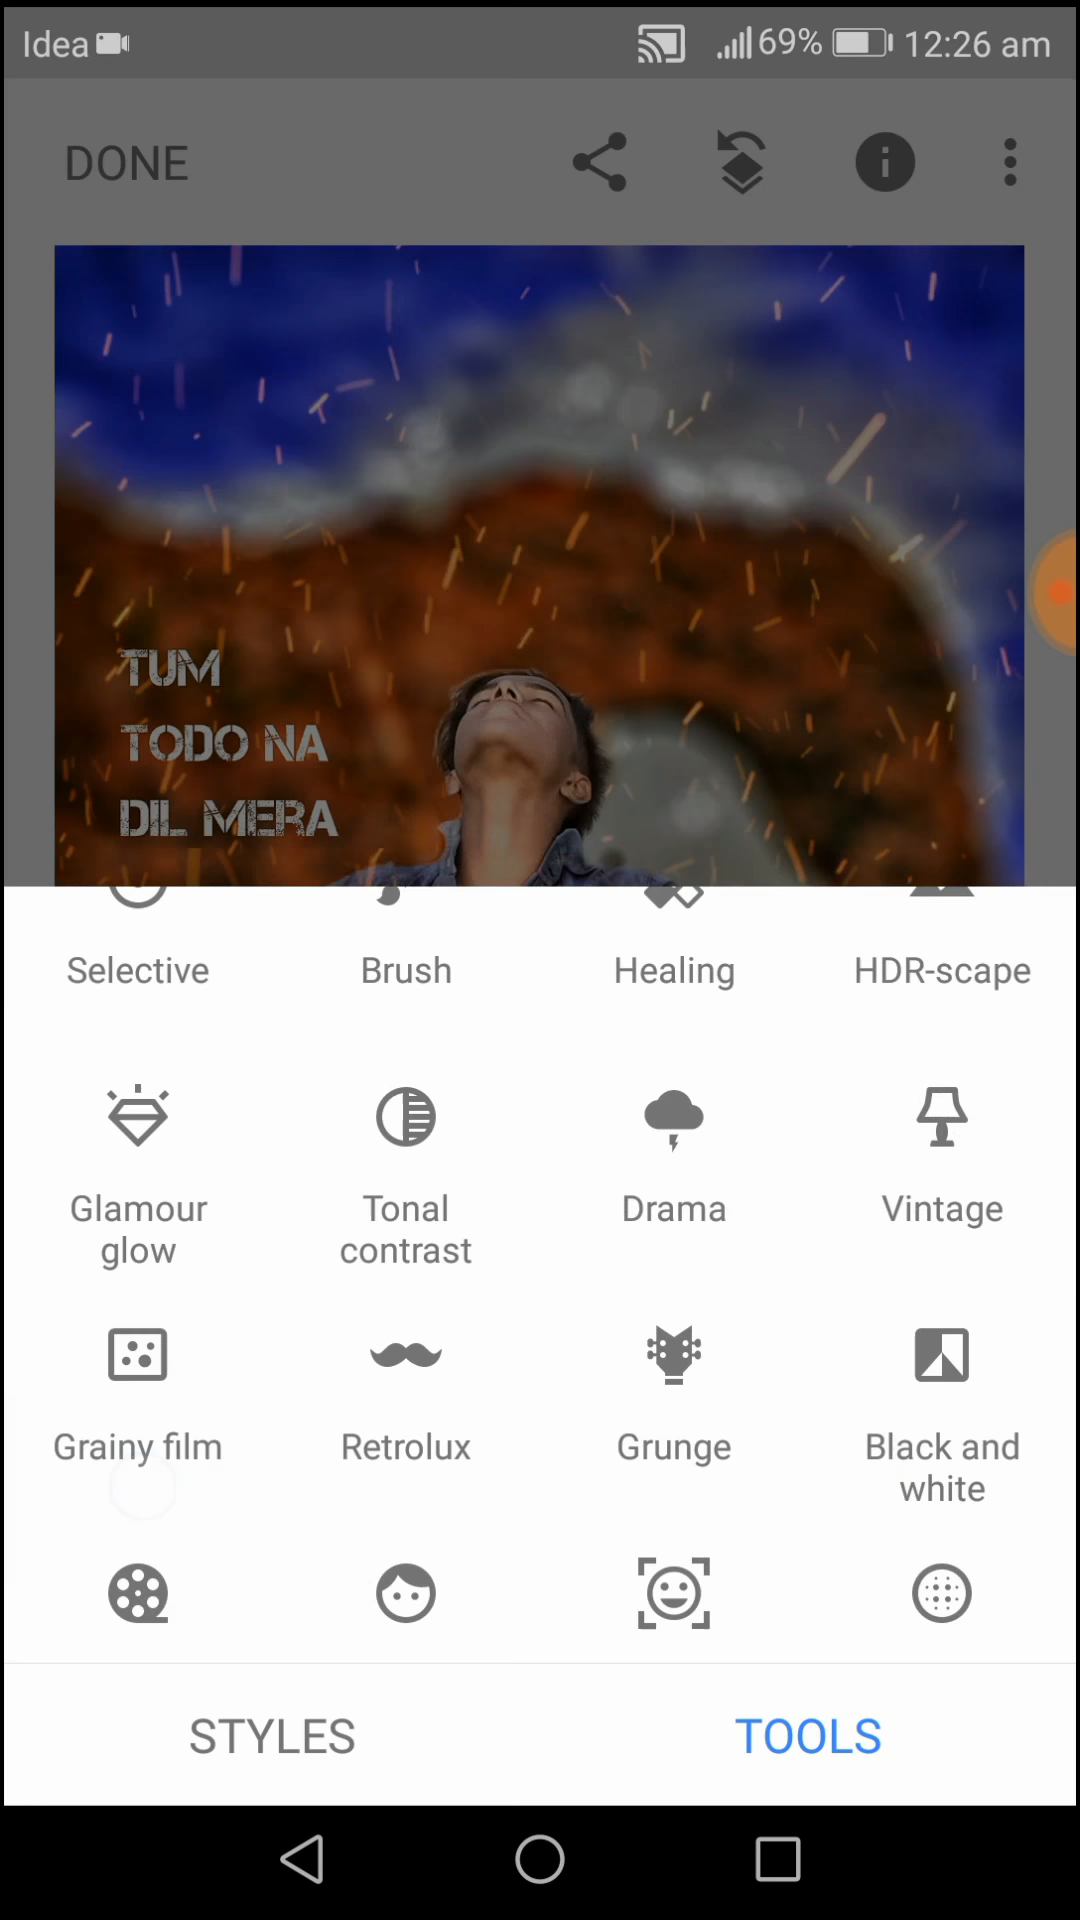 Idea 69% 12:26 am
DONE
TUM
TODO NA
DIL MERA
Selective Brush Healing HDR-scape
Glamour glow Tonal contrast Drama Vintage
Grainy film Retrolux Grunge Black and white
STYLES TOOLS